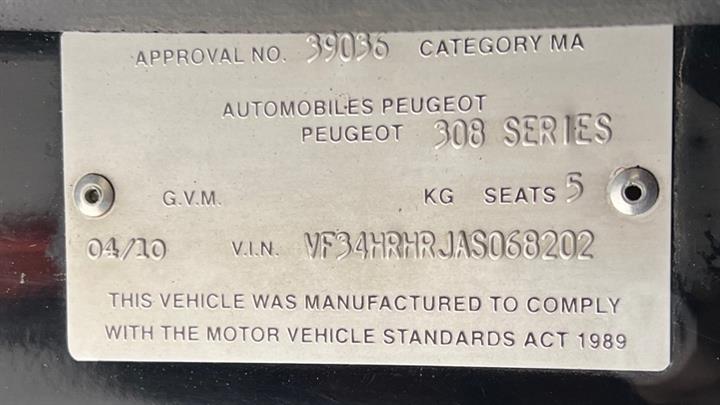 APPROVAL NO. 39036 CATEGORY MA
AUTOMOBILES PEUGEOT
PEUGEOT 308 SERIES
G.V.M. KG SEATS 5
04/10 V.I.N. VF34HRHRJAS068202
THIS VEHICLE WAS MANUFACTURED TO COMPLY
WITH THE MOTOR VEHICLE STANDARDS ACT 1989